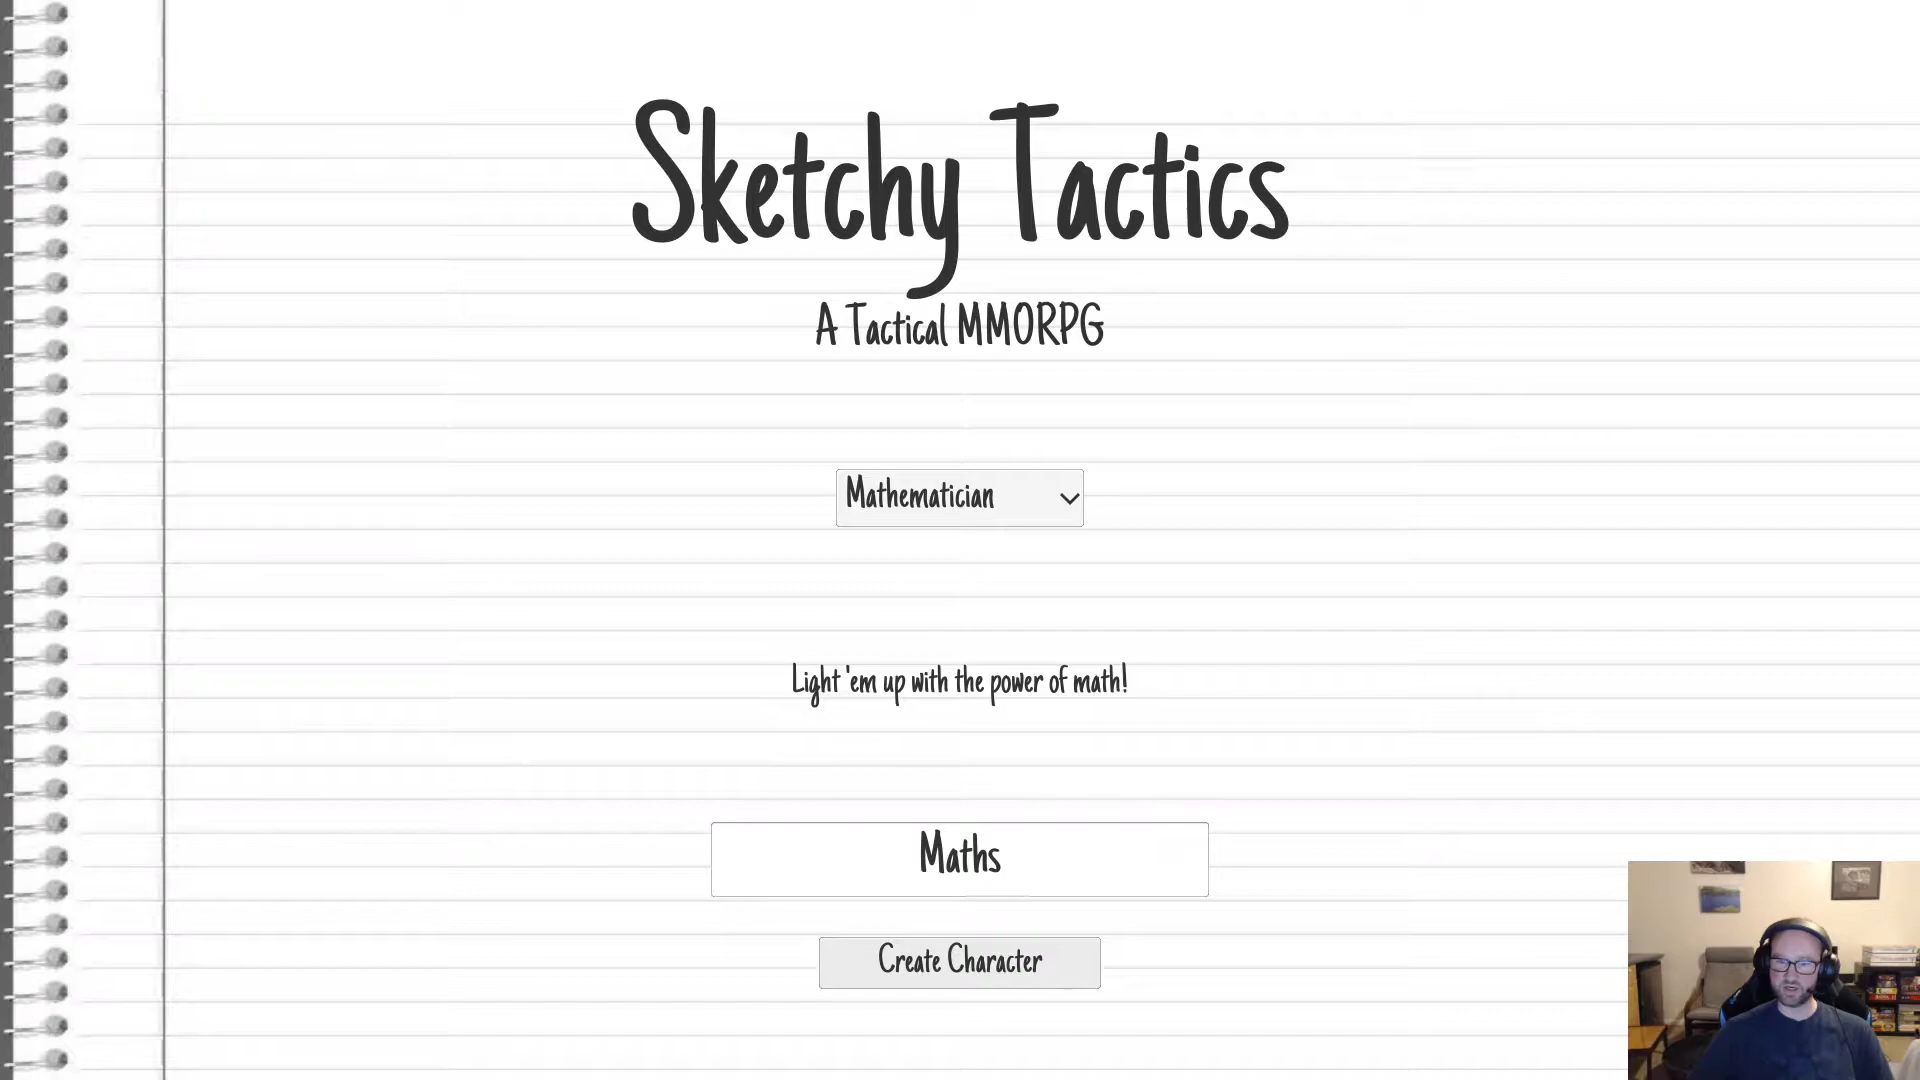 Sketchy Tactics
A Tactical MMORPG
Mathematician
Light 'em up with the power of math!
Maths
Create Character